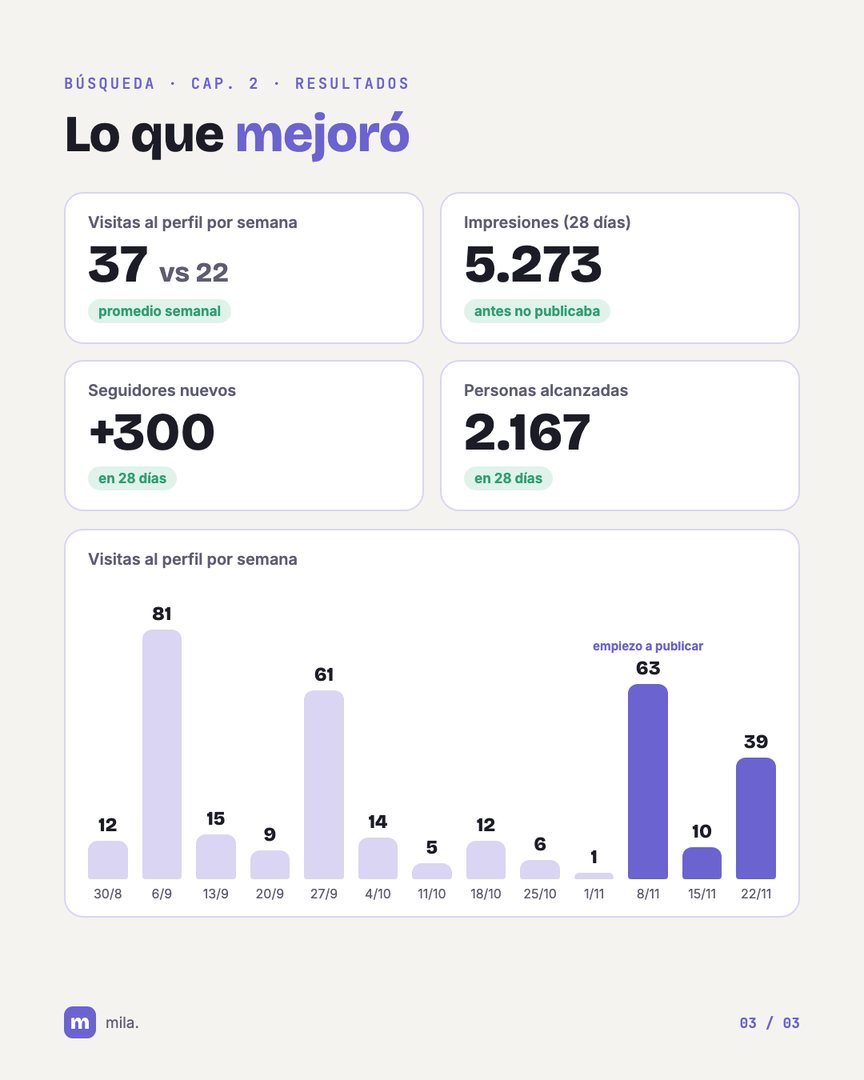 BÚSQUEDA · CAP. 2 · RESULTADOS
Lo que mejoró
Visitas al perfil por semana
37 vs 22
promedio semanal
Impresiones (28 días)
5.273
antes no publicaba
Seguidores nuevos
+300
en 28 días
Personas alcanzadas
2.167
en 28 días
Visitas al perfil por semana
empiezo a publicar
12 81 15 9 61 14 5 12 6 1 63 10 39
30/8 6/9 13/9 20/9 27/9 4/10 11/10 18/10 25/10 1/11 8/11 15/11 22/11
m mila.
03 / 03